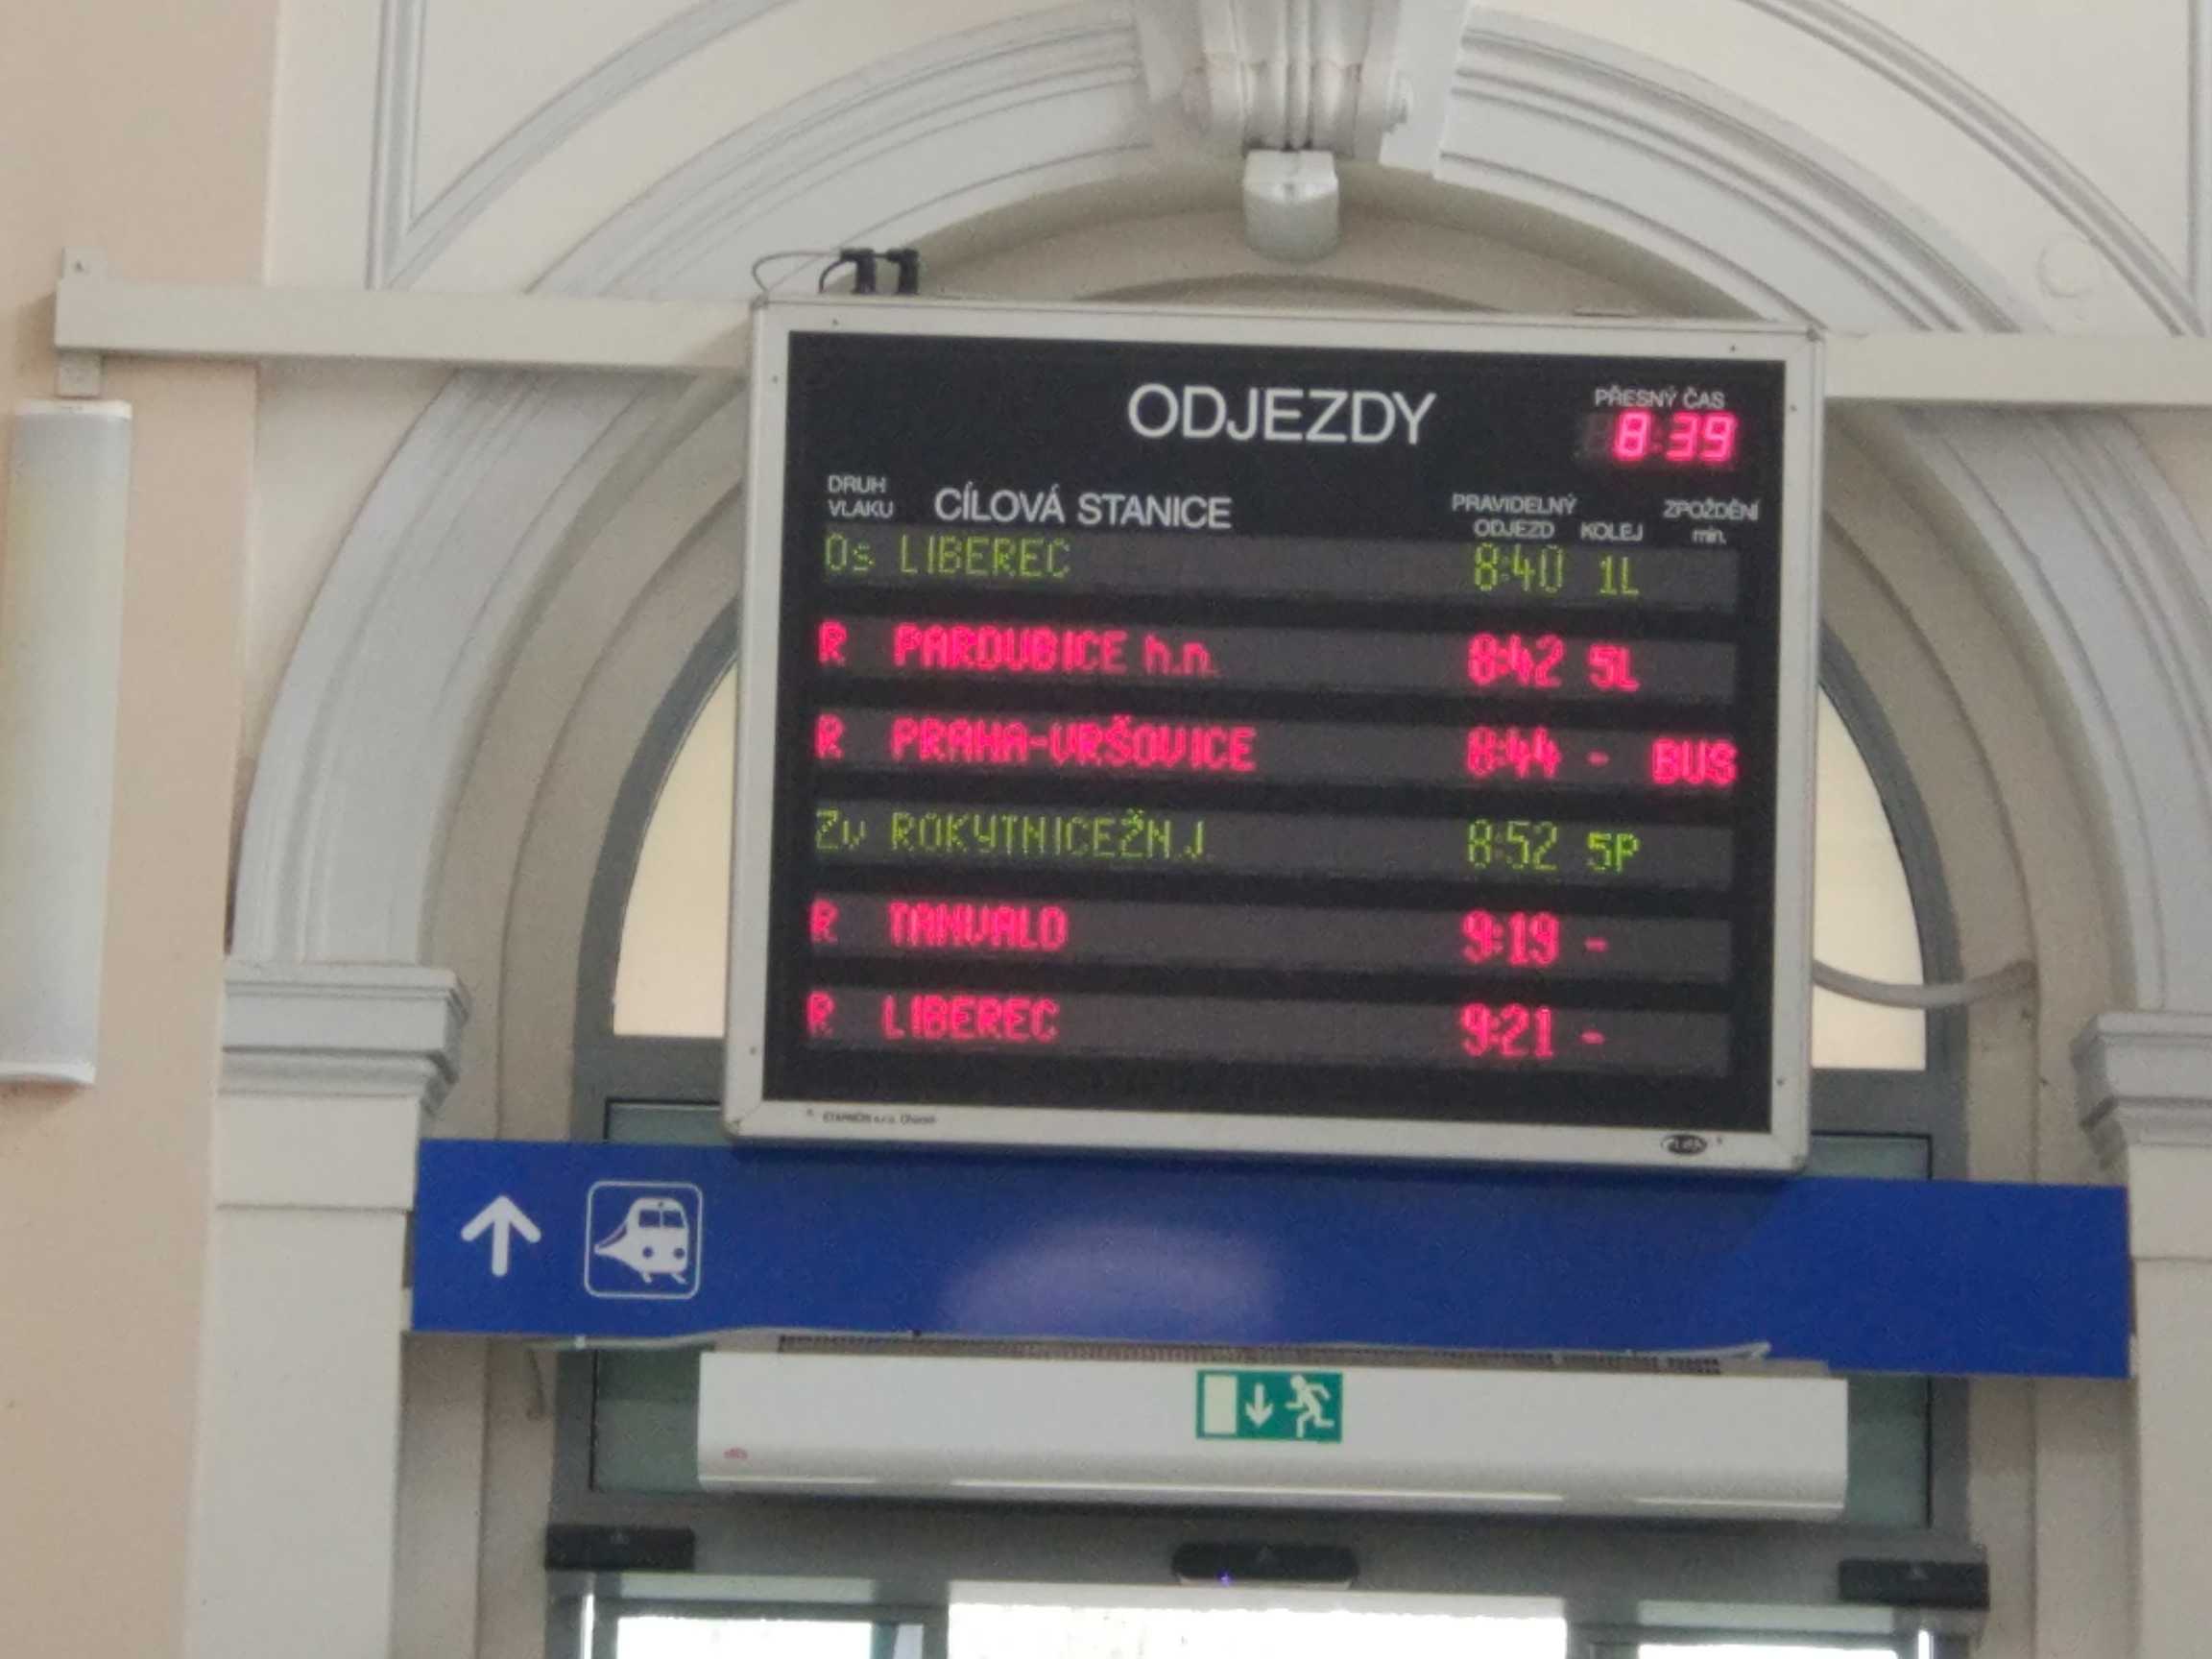 ODJEZDY
PŘESNÝ ČAS
8:39
DRUH VLAKU
CÍLOVÁ STANICE
PRAVIDELNÝ ODJEZD
KOLEJ
ZPOŽDĚNÍ min.
Os LIBEREC 8:40 1L
R PARDUBICE h.n. 8:42 5L
R PRAHA-VRŠOVICE 8:44 - BUS
Zv ROKYTNICEŽN.J. 8:52 5P
R TANVALD 9:19 -
R LIBEREC 9:21 -